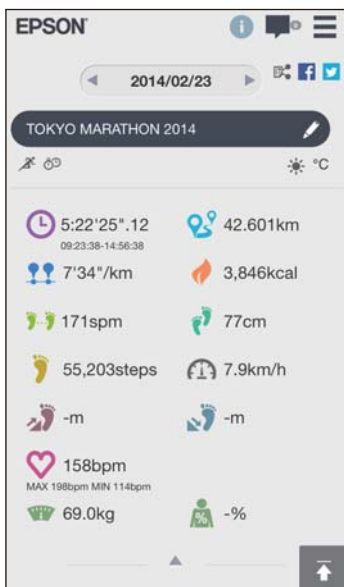 EPSON
i
2014/02/23
TOKYO MARATHON 2014
°C
5:22'25".12
42.601km
09:23:38-14:56:38
7'34"/km
3,846kcal
171spm
77cm
55,203steps
7.9km/h
-m
-m
158bpm
MAX 198bpm MIN 114bpm
69.0kg
%
-%